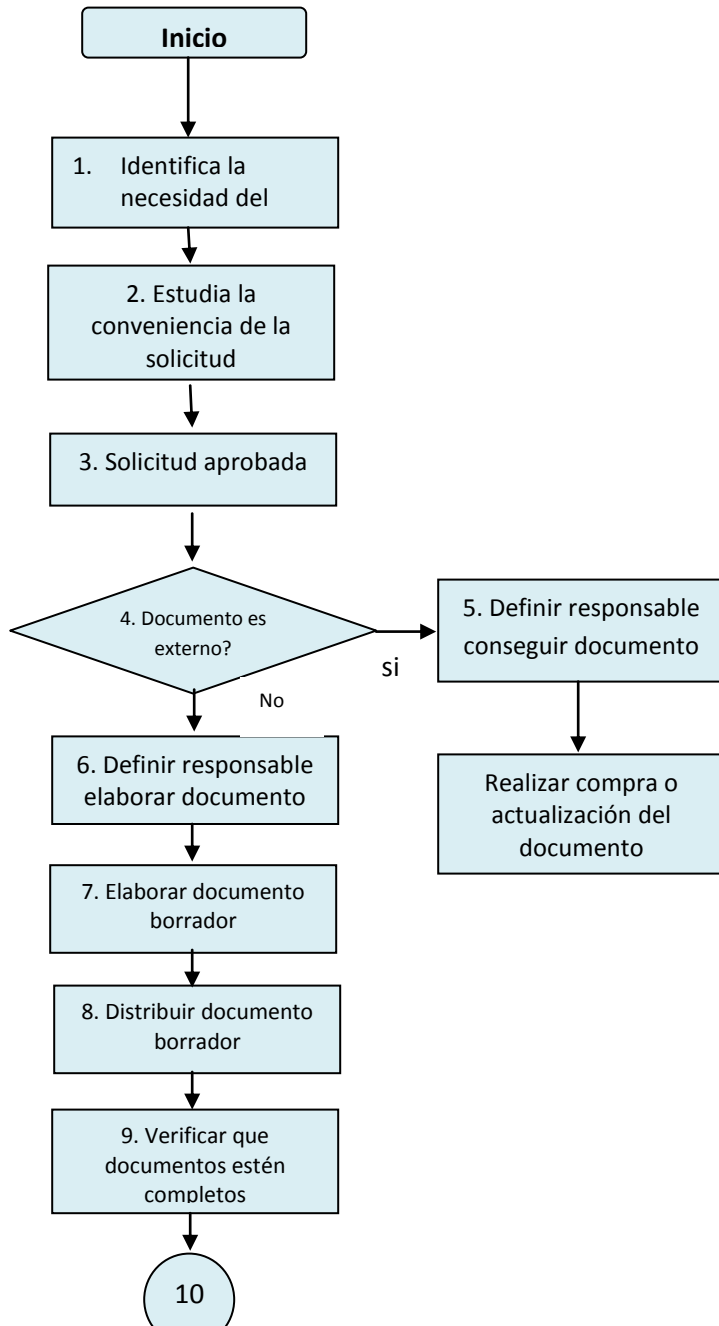 Inicio
1. Identifica la
necesidad del
2. Estudia la
conveniencia de la
solicitud
3. Solicitud aprobada
4. Documento es
externo?
si
No
5. Definir responsable
conseguir documento
Realizar compra o
actualización del
documento
6. Definir responsable
elaborar documento
7. Elaborar documento
borrador
8. Distribuir documento
borrador
9. Verificar que
documentos estén
completos
10